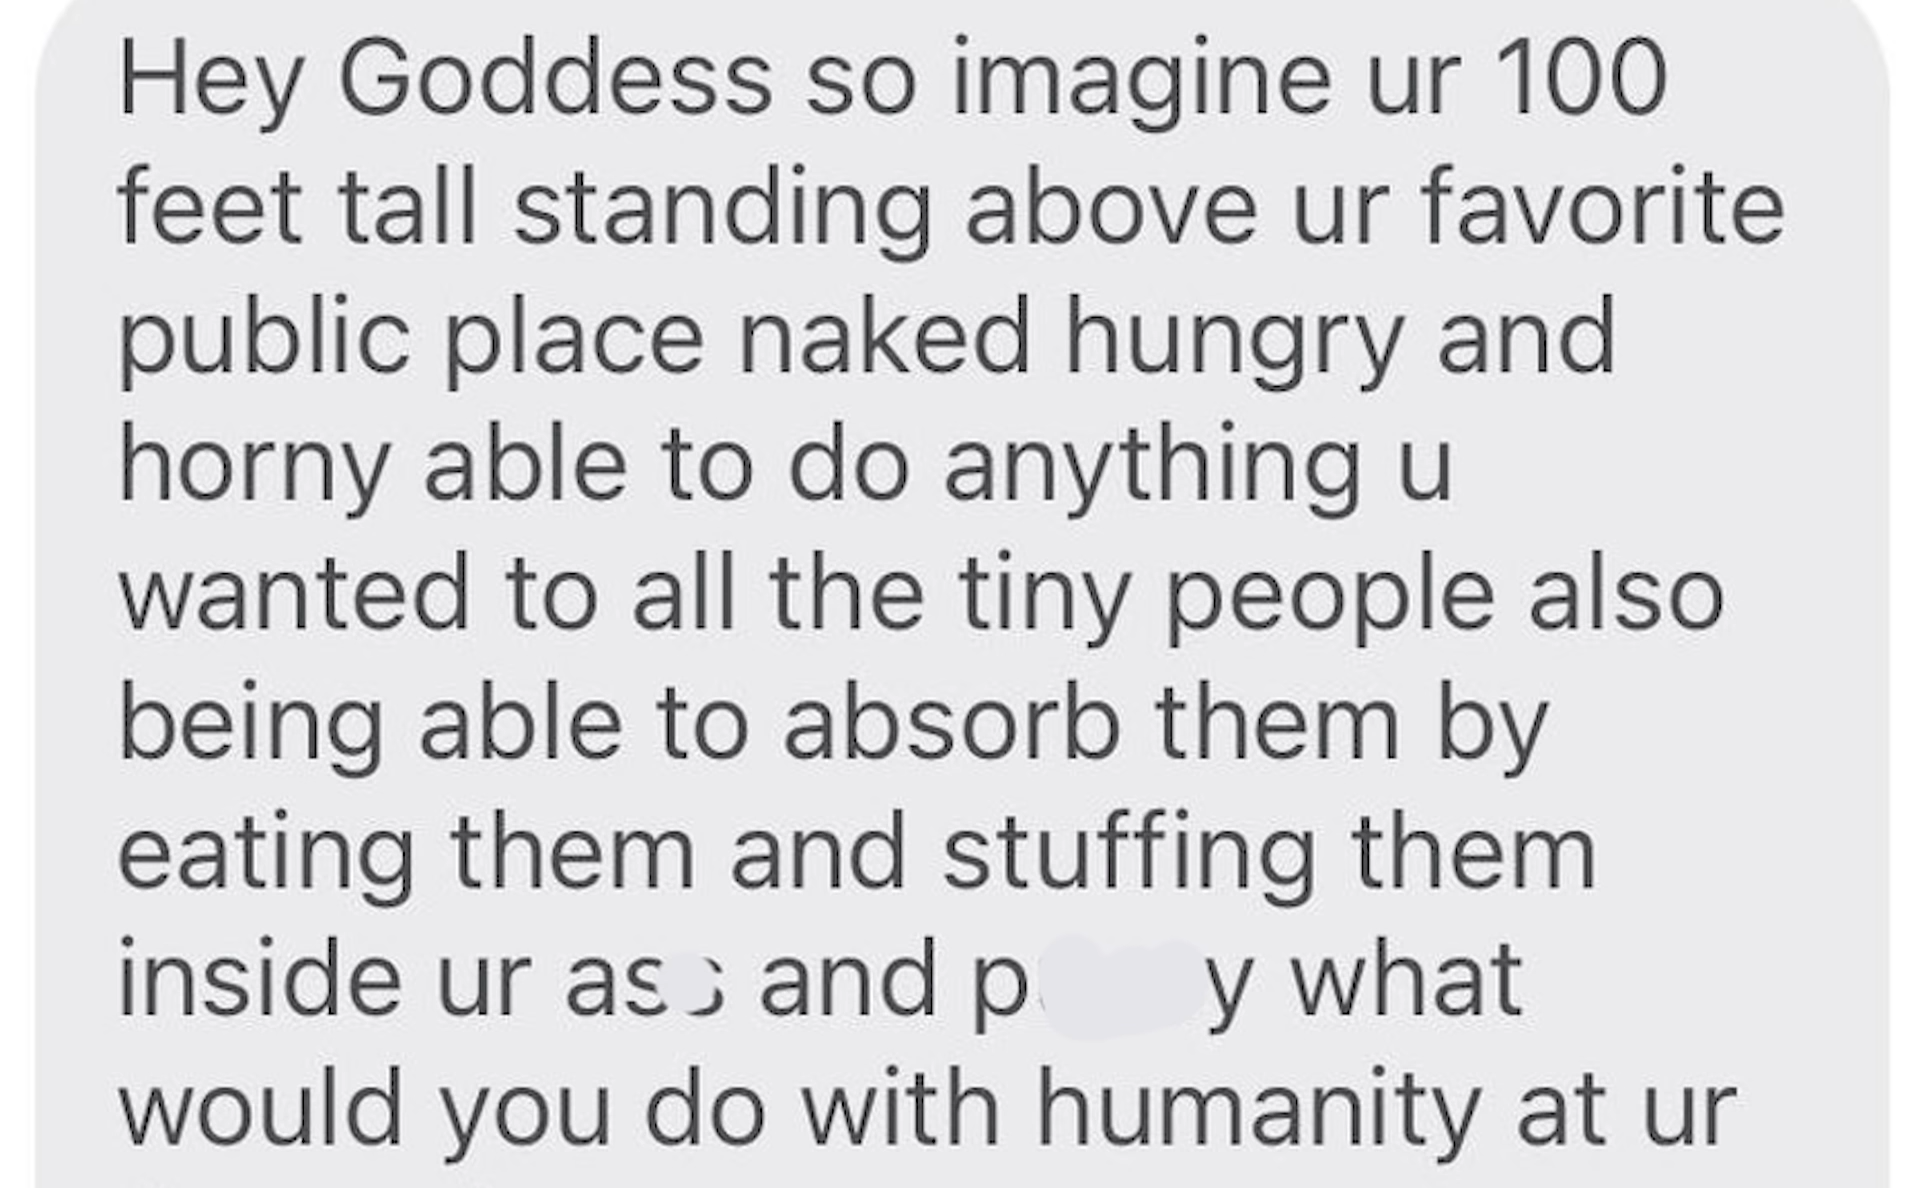 Hey Goddess so imagine ur 100
feet tall standing above ur favorite
public place naked hungry and
horny able to do anything u
wanted to all the tiny people also
being able to absorb them by
eating them and stuffing them
inside ur ass and p y what
would you do with humanity at ur